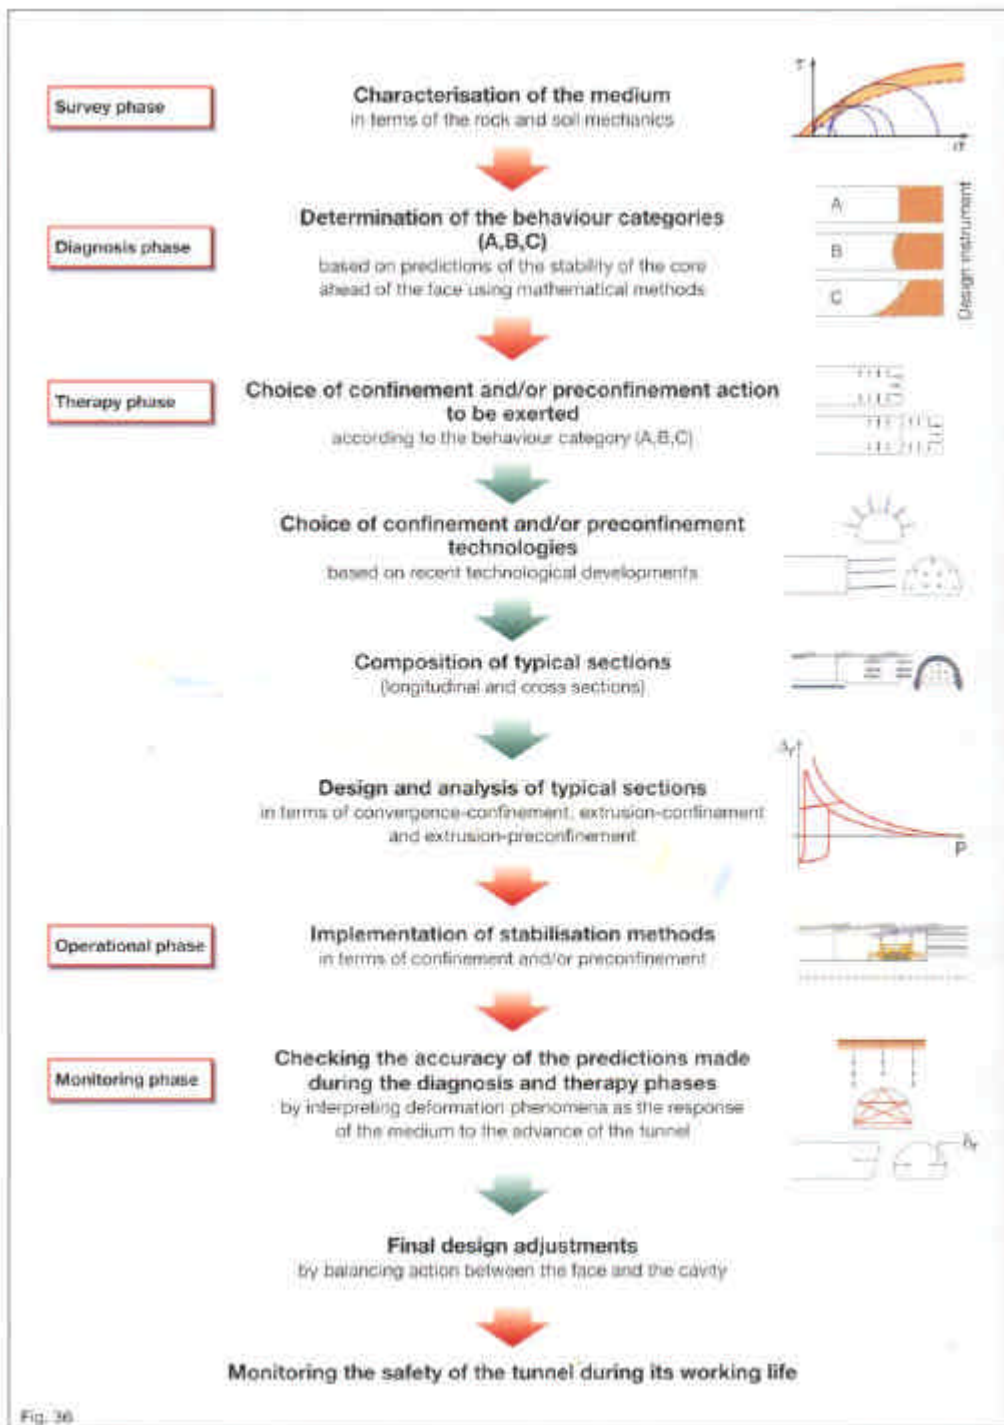 Survey phase
Characterisation of the medium
in terms of the rock and soil mechanics
τ
σ
Diagnosis phase
Determination of the behaviour categories
(A,B,C)
based on predictions of the stability of the core
ahead of the face using mathematical methods
A
B
C
Design instrument
Therapy phase
Choice of confinement and/or preconfinement action
to be exerted
according to the behaviour category (A,B,C)
Choice of confinement and/or preconfinement
technologies
based on recent technological developments
Composition of typical sections
(longitudinal and cross sections)
Design and analysis of typical sections
in terms of convergence-confinement, extrusion-confinement
and extrusion-preconfinement
P
Operational phase
Implementation of stabilisation methods
in terms of confinement and/or preconfinement
Monitoring phase
Checking the accuracy of the predictions made
during the diagnosis and therapy phases
by interpreting deformation phenomena as the response
of the medium to the advance of the tunnel
Final design adjustments
by balancing action between the face and the cavity
Monitoring the safety of the tunnel during its working life
Fig. 36